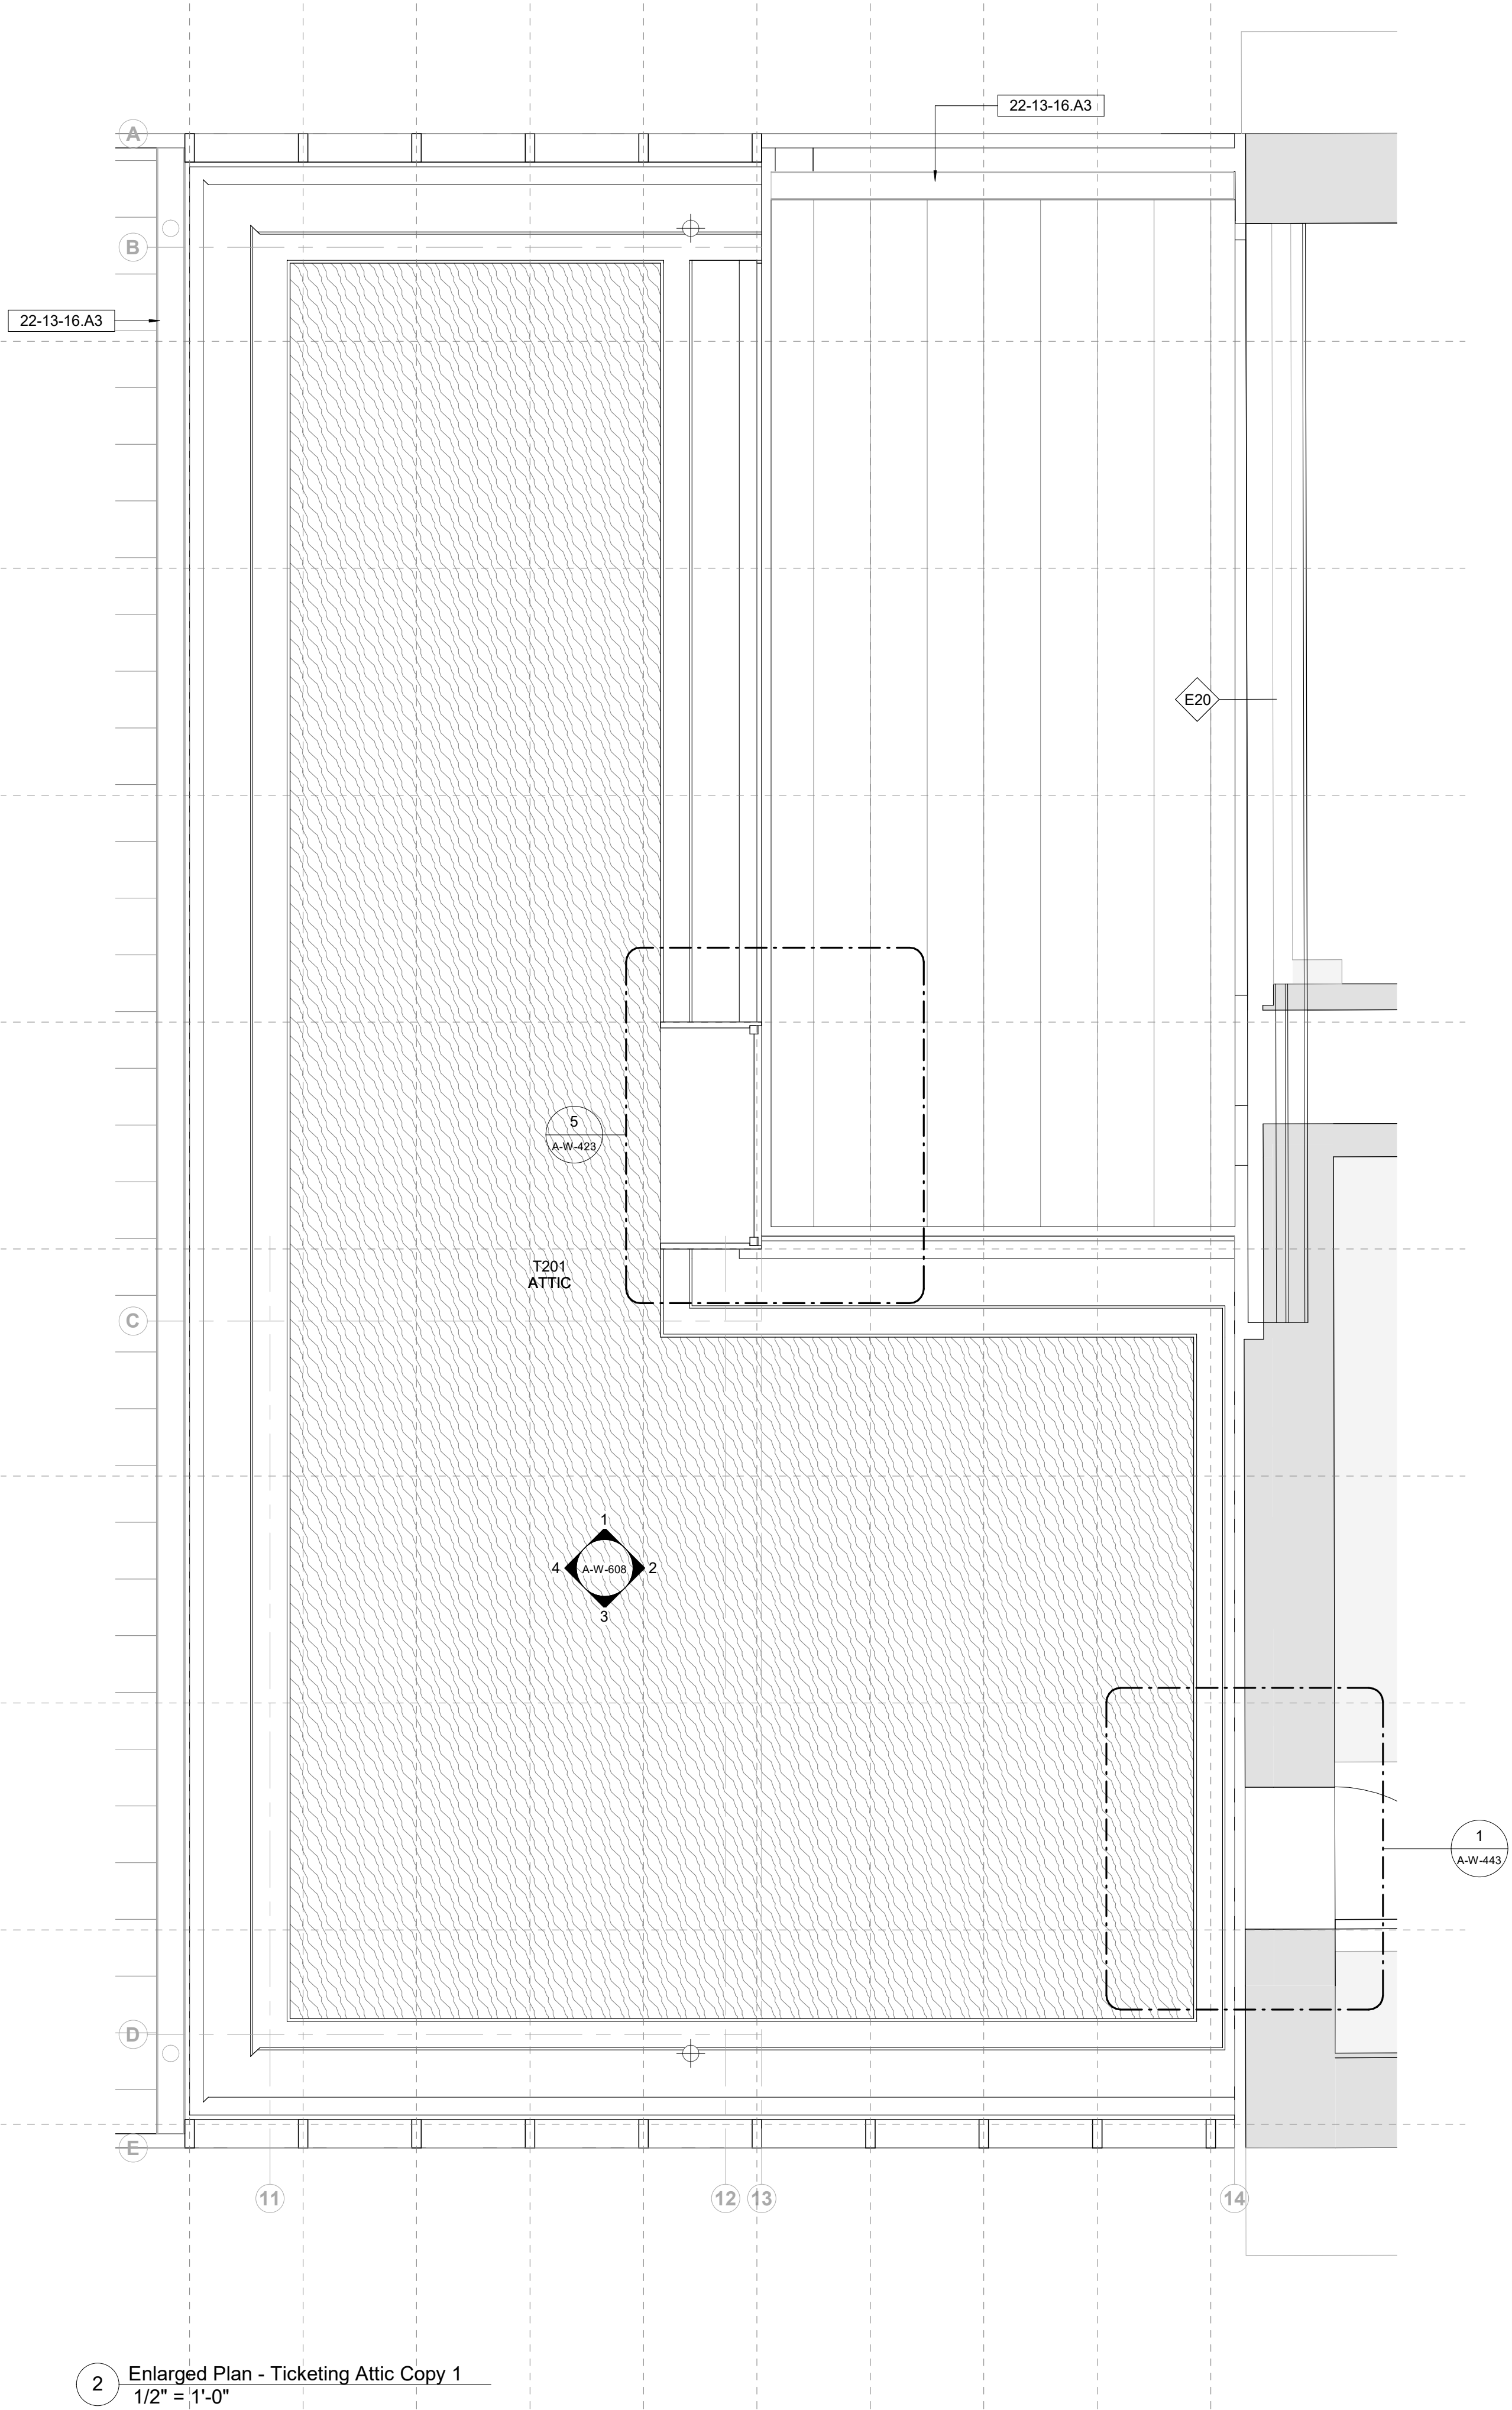 22-13-16.A3
A
B
22-13-16.A3
E20
5
A-W-423
T201
ATTIC
C
1
4
A-W-608
2
3
1
A-W-443
D
E
11
12
13
14
2
Enlarged Plan - Ticketing Attic Copy 1
1/2" = 1'-0"